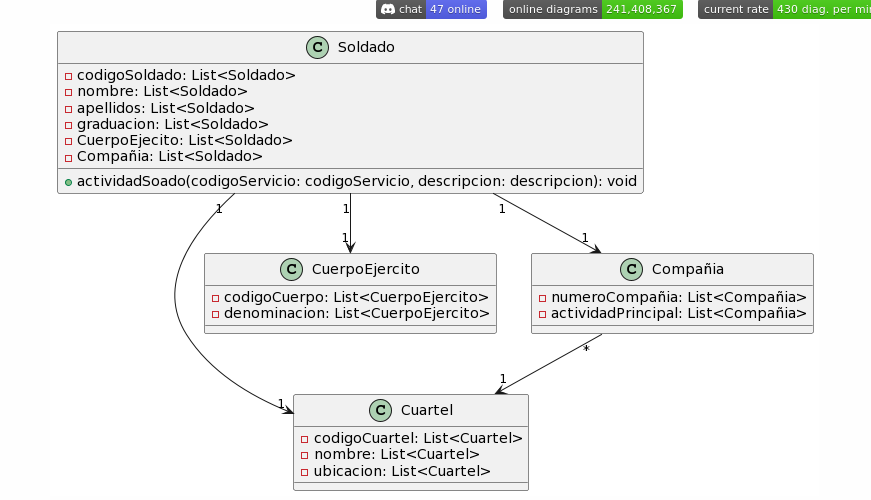 chat 47 online online diagrams 241,408,367 current rate 430 diag. per min
C Soldado
codigoSoldado: List<Soldado>
nombre: List<Soldado>
apellidos: List<Soldado>
graduacion: List<Soldado>
CuerpoEjecito: List<Soldado>
Compañia: List<Soldado>
actividadSoado(codigoServicio: codigoServicio, descripcion: descripcion): void
1 1 1
1 1
C CuerpoEjercito
codigoCuerpo: List<CuerpoEjercito>
denominacion: List<CuerpoEjercito>
C Compañia
numeroCompañia: List<Compañia>
actividadPrincipal: List<Compañia>
*
1
1
C Cuartel
codigoCuartel: List<Cuartel>
nombre: List<Cuartel>
ubicacion: List<Cuartel>